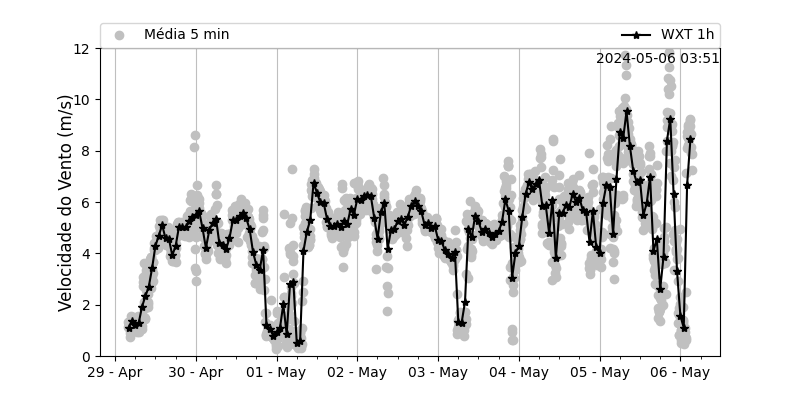 Média 5 min
WXT 1h
2024-05-06 03:51
Velocidade do Vento (m/s)
12
10
8
6
4
2
0
29 - Apr
30 - Apr
01 - May
02 - May
03 - May
04 - May
05 - May
06 - May